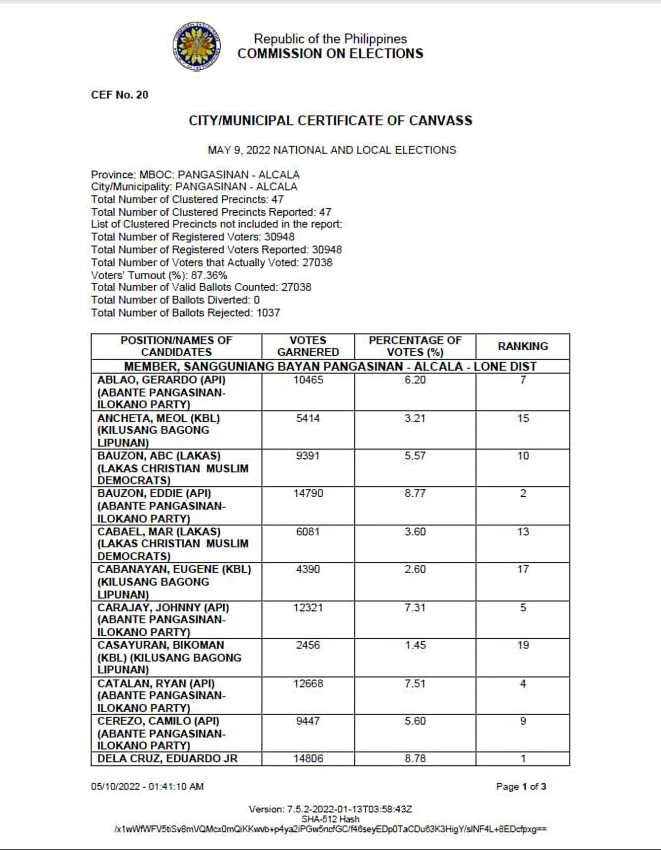 Republic of the Philippines
COMMISSION ON ELECTIONS
CEF No. 20
CITY/MUNICIPAL CERTIFICATE OF CANVASS
MAY 9, 2022 NATIONAL AND LOCAL ELECTIONS
Province: MBOC: PANGASINAN - ALCALA
City/Municipality: PANGASINAN - ALCALA
Total Number of Clustered Precincts: 47
Total Number of Clustered Precincts Reported: 47
List of Clustered Precincts not included in the report:
Total Number of Registered Voters: 30948
Total Number of Registered Voters Reported: 30948
Total Number of Voters that Actually Voted: 27038
Voters' Turnout (%): 87.36%
Total Number of Valid Ballots Counted: 27038
Total Number of Ballots Diverted: 0
Total Number of Ballots Rejected: 1037
POSITION/NAMES OF CANDIDATES VOTES GARNERED PERCENTAGE OF VOTES (%) RANKING
MEMBER, SANGGUNIANG BAYAN PANGASINAN - ALCALA - LONE DIST
ABLAO, GERARDO (API) 10465 6.20 7
(ABANTE PANGASINAN-
ILOKANO PARTY)
ANCHETA, MEOL (KBL) 5414 3.21 15
(KILUSANG BAGONG
LIPUNAN)
BAUZON, ABC (LAKAS) 9391 5.57 10
(LAKAS CHRISTIAN MUSLIM
DEMOCRATS)
BAUZON, EDDIE (API) 14790 8.77 2
(ABANTE PANGASINAN-
ILOKANO PARTY)
CABAEL, MAR (LAKAS) 6081 3.60 13
(LAKAS CHRISTIAN MUSLIM
DEMOCRATS)
CABANAYAN, EUGENE (KBL) 4390 2.60 17
(KILUSANG BAGONG
LIPUNAN)
CARAJAY, JOHNNY (API) 12321 7.31 5
(ABANTE PANGASINAN-
ILOKANO PARTY)
CASAYURAN, BIKOMAN 2456 1.45 19
(KBL) (KILUSANG BAGONG
LIPUNAN)
CATALAN, RYAN (API) 12668 7.51 4
(ABANTE PANGASINAN-
ILOKANO PARTY)
CEREZO, CAMILO (API) 9447 5.60 9
(ABANTE PANGASINAN-
ILOKANO PARTY)
DELA CRUZ, EDUARDO JR 14806 8.78 1
05/10/2022 - 01:41:10 AM Page 1 of 3
Version: 7.5.2-2022-01-13T03:58:43Z
SHA-512 Hash